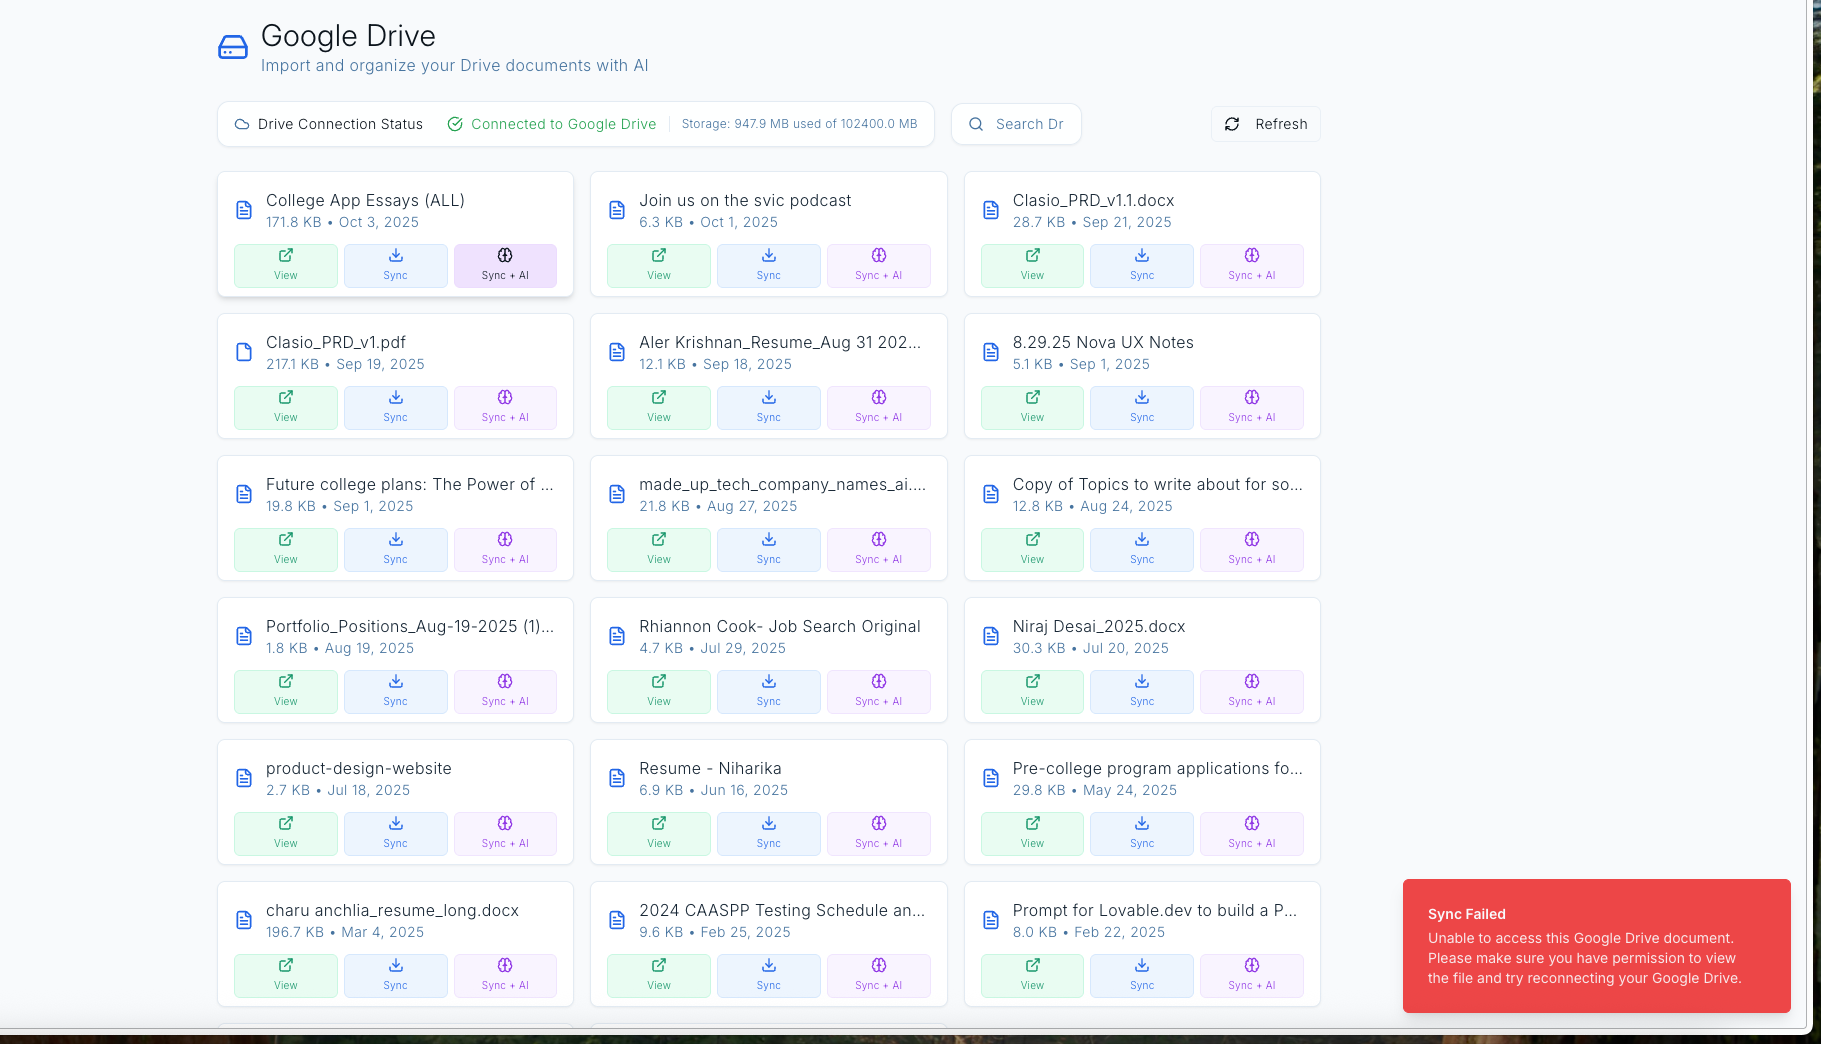 Google Drive
Import and organize your Drive documents with AI
Drive Connection Status Connected to Google Drive Storage: 947.9 MB used of 102400.0 MB
Search Dr
Refresh
College App Essays (ALL)
171.8 KB • Oct 3, 2025
View Sync Sync + AI
Join us on the svic podcast
6.3 KB • Oct 1, 2025
View Sync Sync + AI
Clasio_PRD_v1.1.docx
28.7 KB • Sep 21, 2025
View Sync Sync + AI
Clasio_PRD_v1.pdf
217.1 KB • Sep 19, 2025
View Sync Sync + AI
Aler Krishnan_Resume_Aug 31 202...
12.1 KB • Sep 18, 2025
View Sync Sync + AI
8.29.25 Nova UX Notes
5.1 KB • Sep 1, 2025
View Sync Sync + AI
Future college plans: The Power of ...
19.8 KB • Sep 1, 2025
View Sync Sync + AI
made_up_tech_company_names_ai....
21.8 KB • Aug 27, 2025
View Sync Sync + AI
Copy of Topics to write about for so...
12.8 KB • Aug 24, 2025
View Sync Sync + AI
Portfolio_Positions_Aug-19-2025 (1)...
1.8 KB • Aug 19, 2025
View Sync Sync + AI
Rhiannon Cook- Job Search Original
4.7 KB • Jul 29, 2025
View Sync Sync + AI
Niraj Desai_2025.docx
30.3 KB • Jul 20, 2025
View Sync Sync + AI
product-design-website
2.7 KB • Jul 18, 2025
View Sync Sync + AI
Resume - Niharika
6.9 KB • Jun 16, 2025
View Sync Sync + AI
Pre-college program applications fo...
29.8 KB • May 24, 2025
View Sync Sync + AI
charu anchlia_resume_long.docx
196.7 KB • Mar 4, 2025
View Sync Sync + AI
2024 CAASPP Testing Schedule an...
9.6 KB • Feb 25, 2025
View Sync Sync + AI
Prompt for Lovable.dev to build a P...
8.0 KB • Feb 22, 2025
View Sync Sync + AI
Sync Failed
Unable to access this Google Drive document.
Please make sure you have permission to view
the file and try reconnecting your Google Drive.